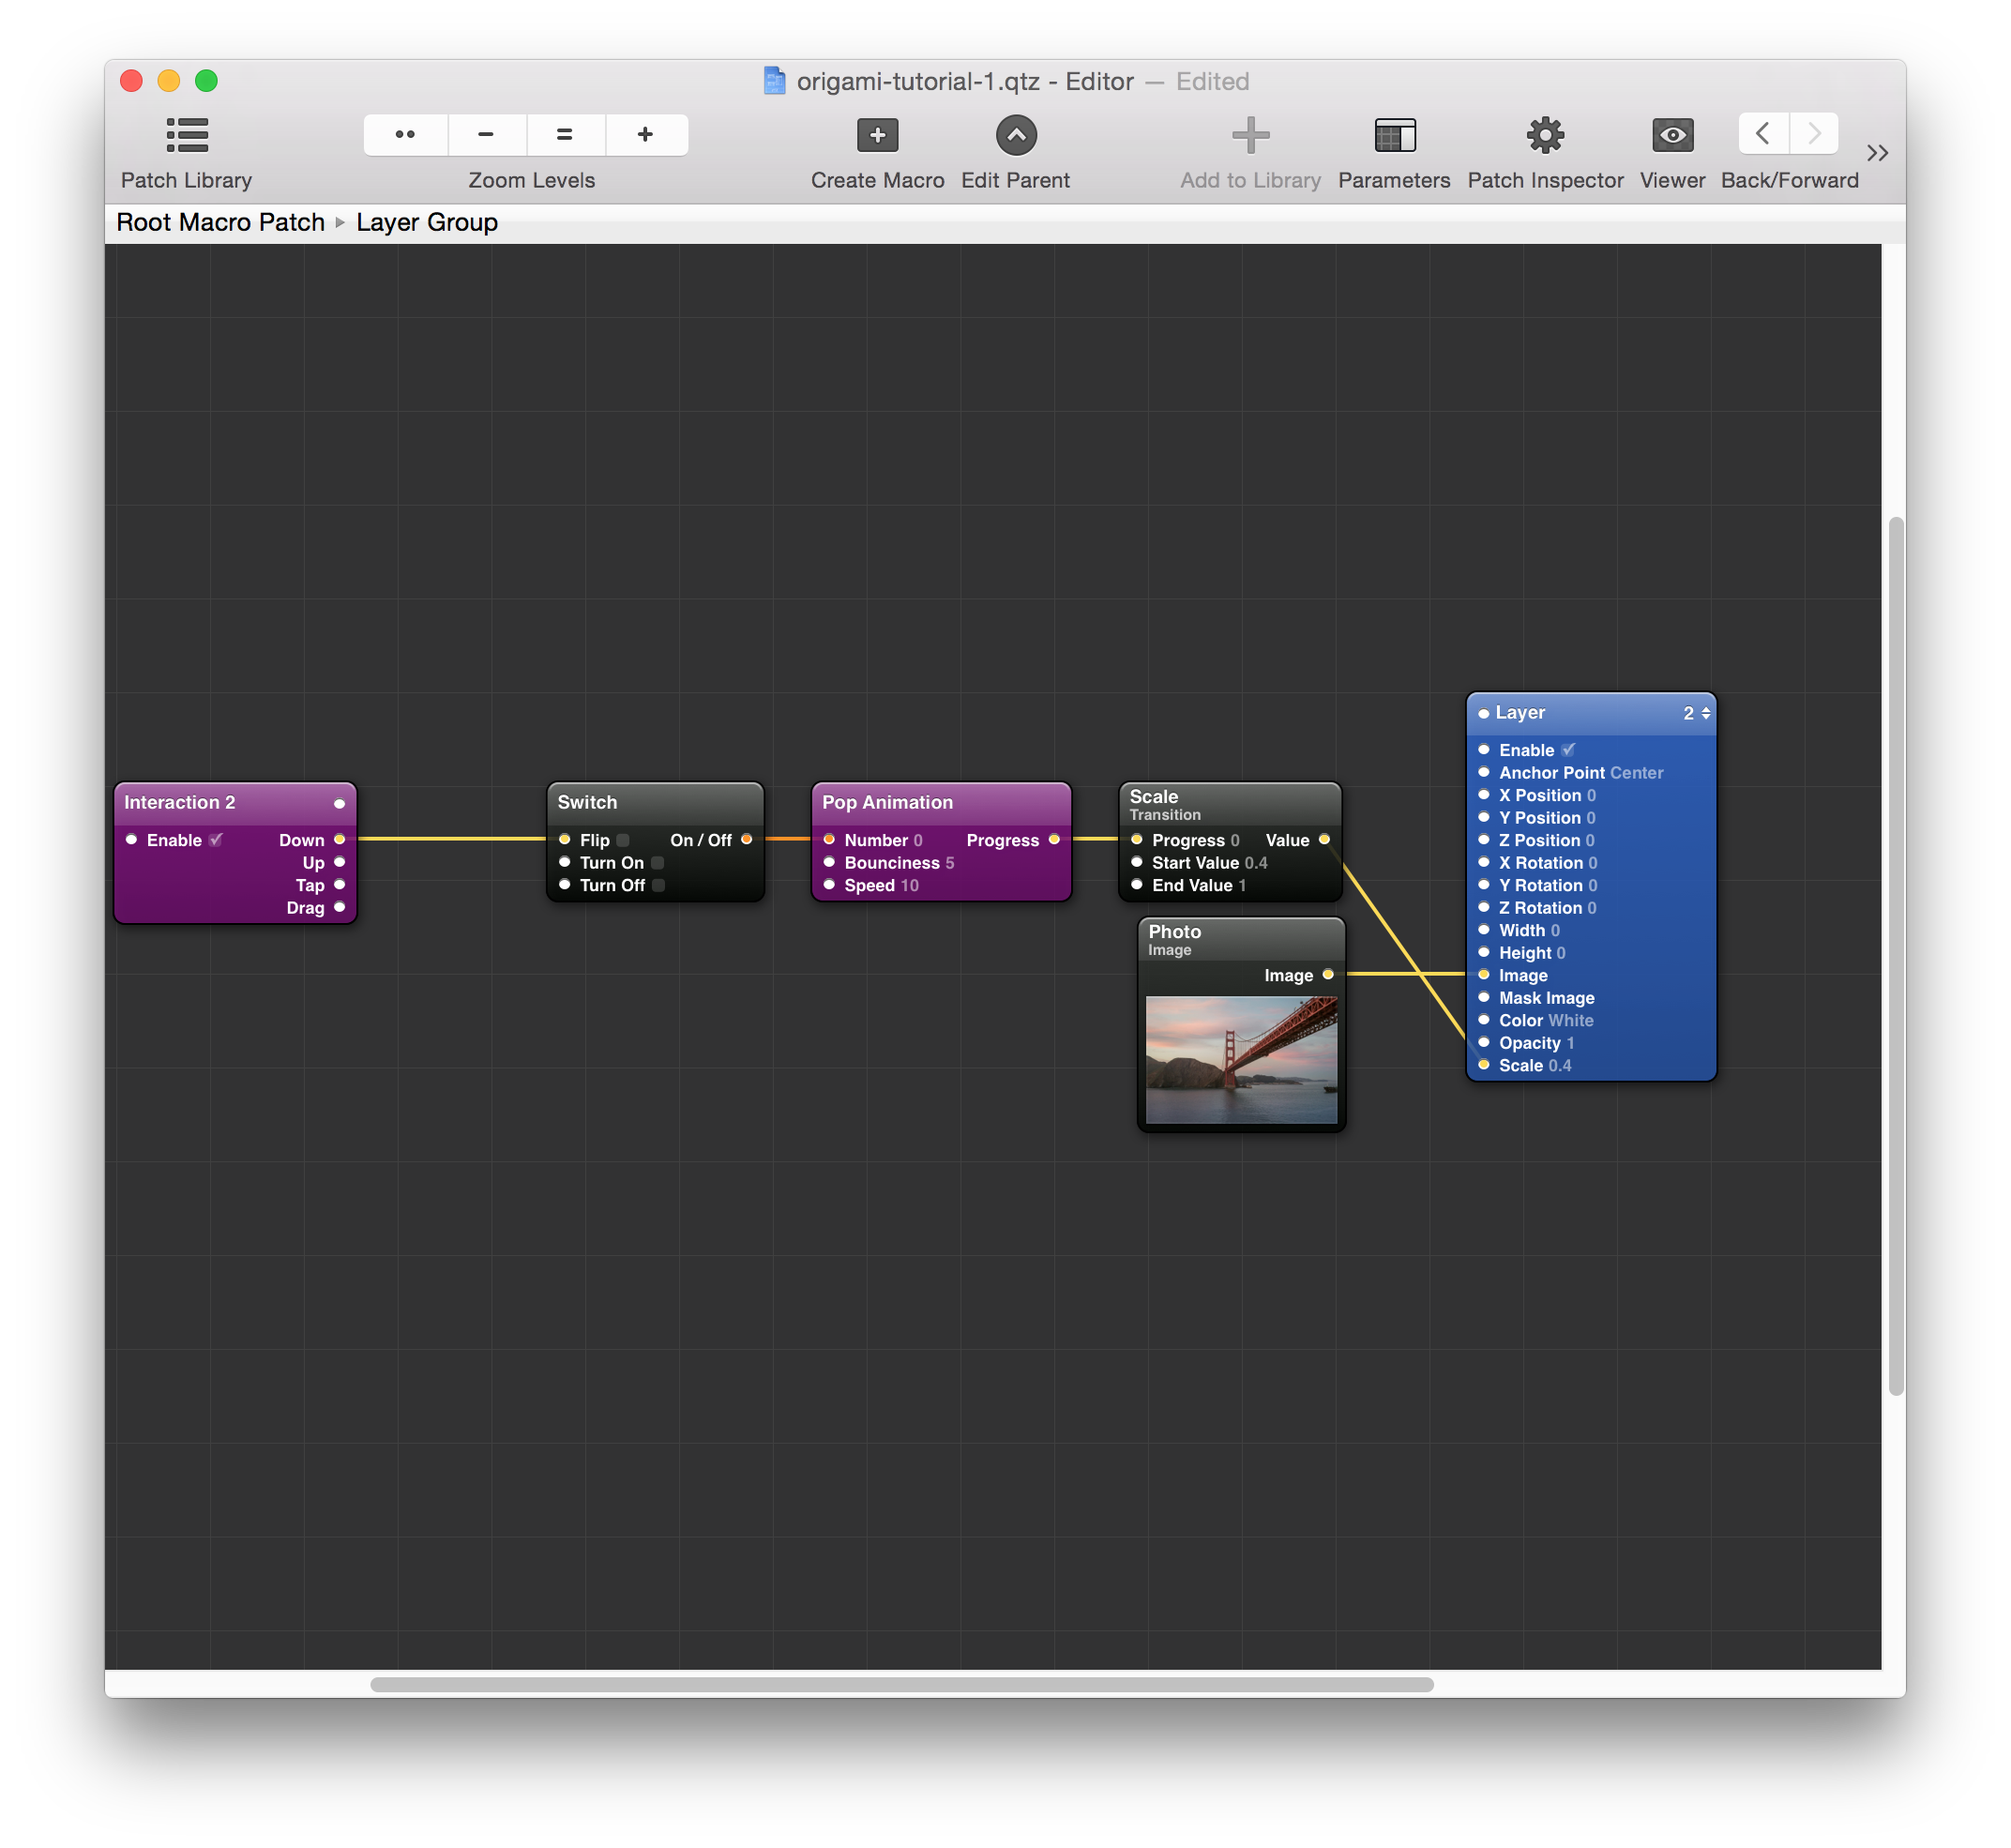 origami-tutorial-1.qtz - Editor — Edited
Patch Library
Zoom Levels
Create Macro
Edit Parent
Add to Library
Parameters
Patch Inspector
Viewer
Back/Forward
Root Macro Patch ▸ Layer Group
Interaction 2
Enable Down
Up
Tap
Drag
Switch
Flip On / Off
Turn On
Turn Off
Pop Animation
Number 0 Progress
Bounciness 5
Speed 10
Scale
Transition
Progress 0 Value
Start Value 0.4
End Value 1
Photo
Image
Image
Layer 2
Enable
Anchor Point Center
X Position 0
Y Position 0
Z Position 0
X Rotation 0
Y Rotation 0
Z Rotation 0
Width 0
Height 0
Image
Mask Image
Color White
Opacity 1
Scale 0.4